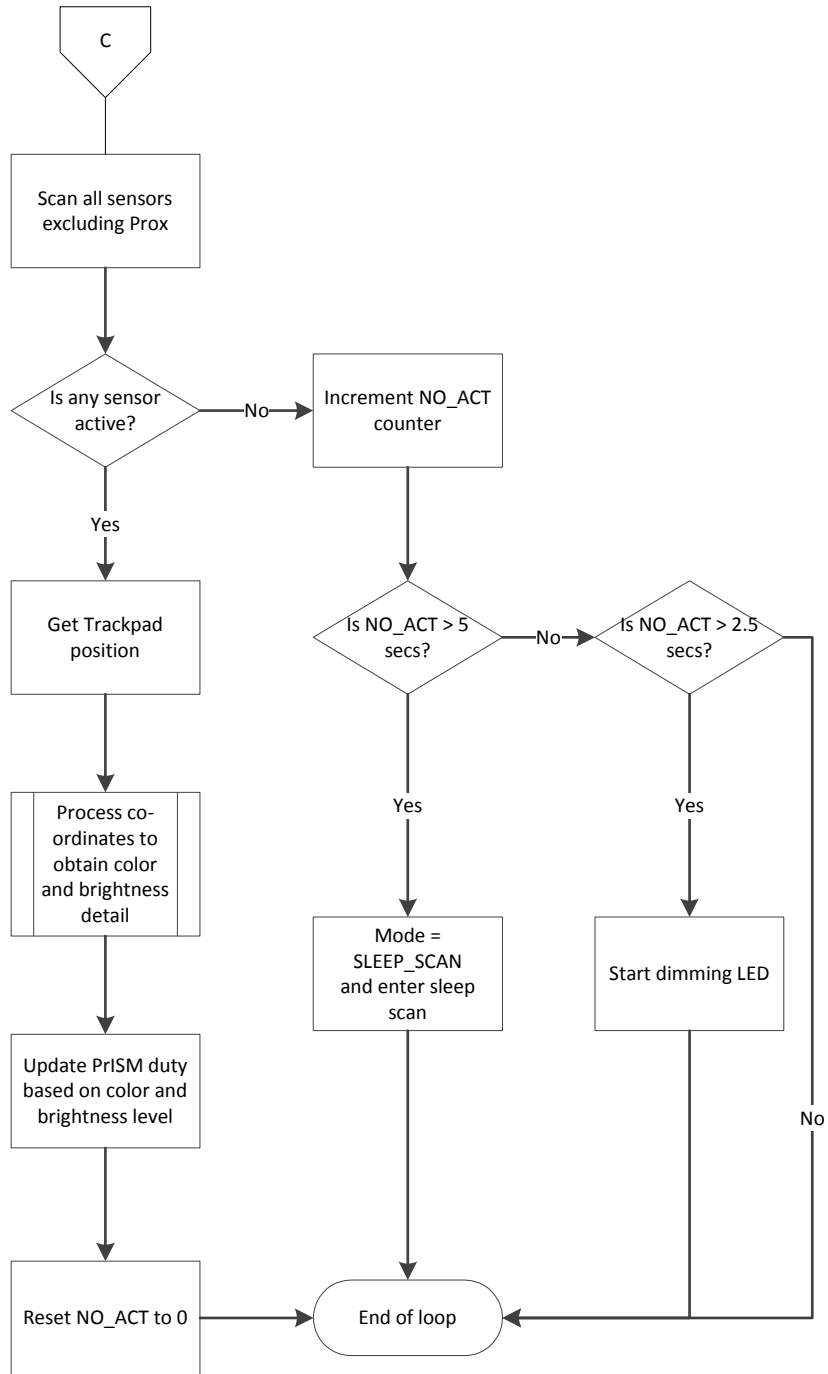 C
Scan all sensors
excluding Prox
Is any sensor
active?
No
Increment NO_ACT
counter
Yes
Get Trackpad
position
Is NO_ACT > 5
secs?
No
Is NO_ACT > 2.5
secs?
Process co-
ordinates to
obtain color
and brightness
detail
Yes
Yes
Mode =
SLEEP_SCAN
and enter sleep
scan
Start dimming LED
Update PrISM duty
based on color and
brightness level
No
Reset NO_ACT to 0
End of loop